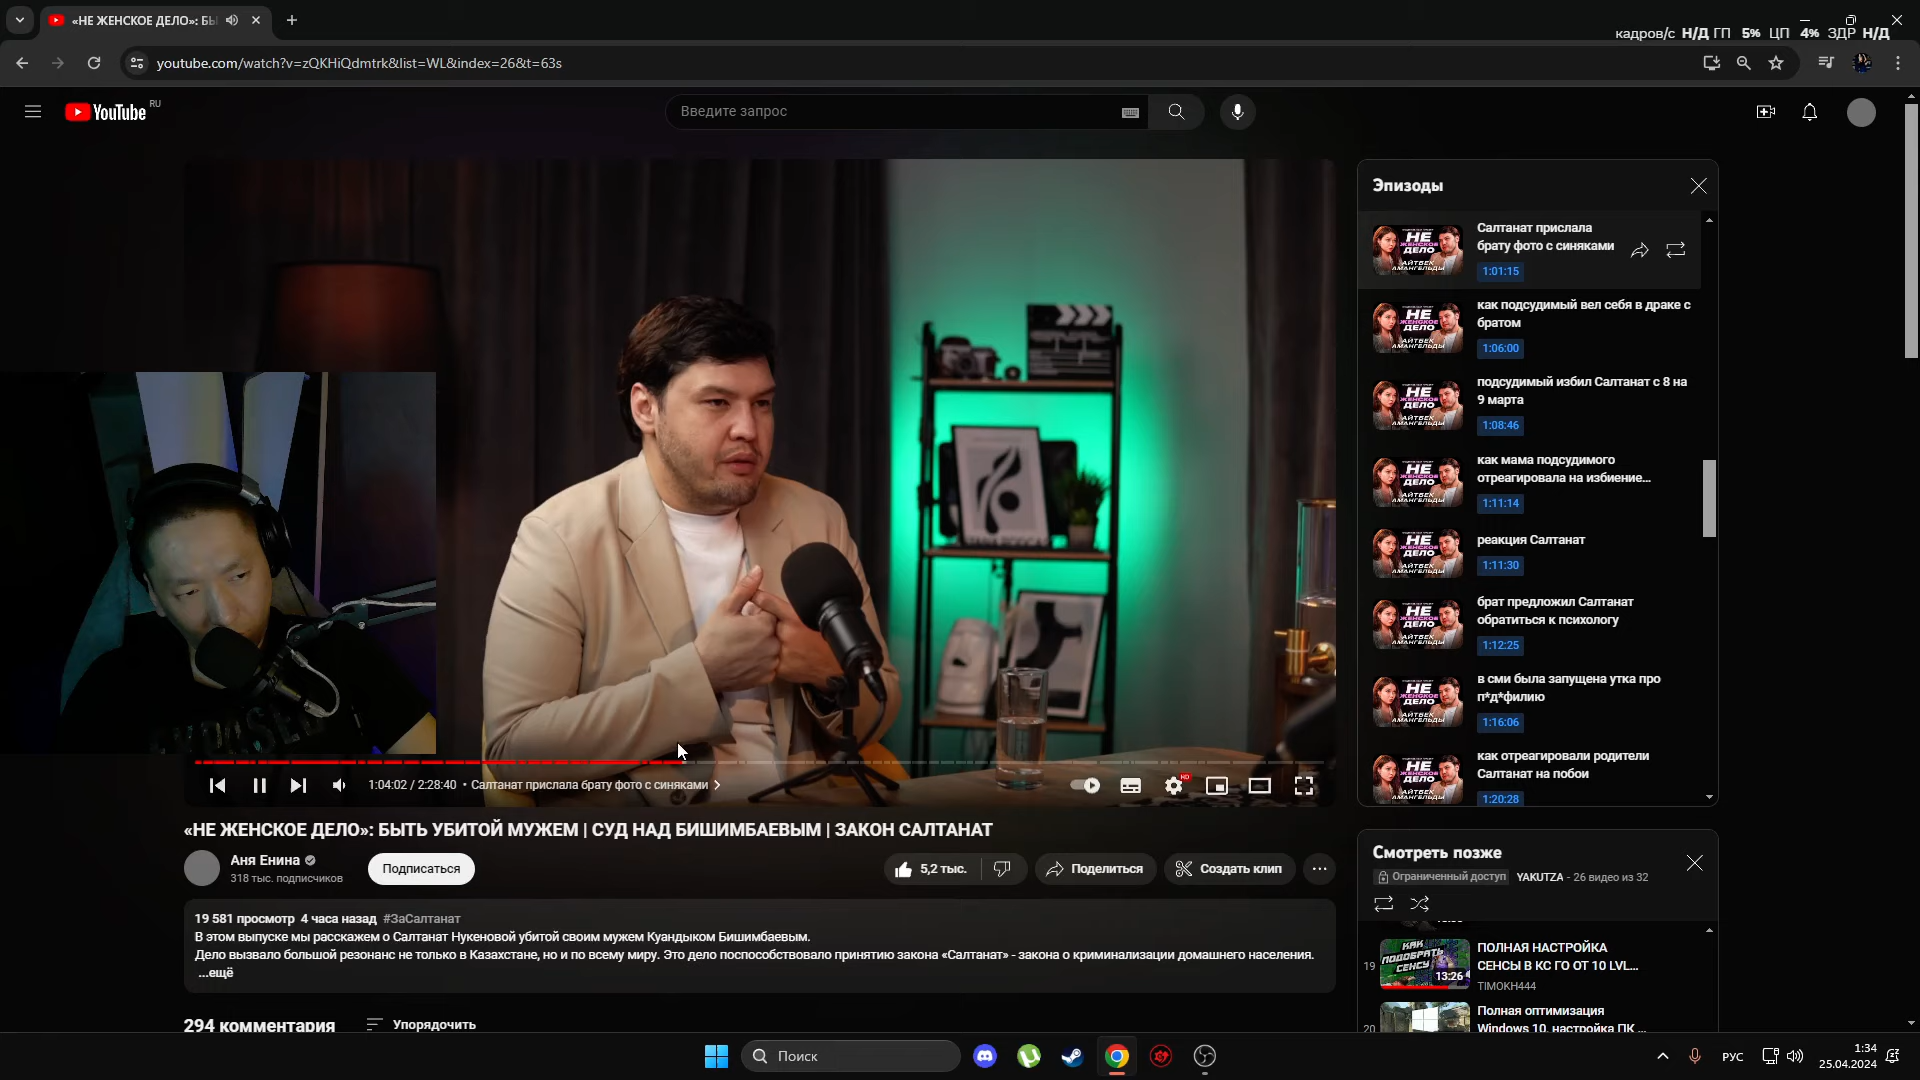 «НЕ ЖЕНСКОЕ ДЕЛО»: БЫ
кадров/с Н/Д ГП 5% ЦП 4% ЗДР Н/Д
youtube.com/watch?v=zQKHiQdmtrk&list=WL&index=26&t=63s
YouTube RU
Введите запрос
Эпизоды
Салтанат прислала
брату фото с синяками
1:01:15
как подсудимый вел себя в драке с
братом
1:06:00
подсудимый избил Салтанат с 8 на
9 марта
1:08:46
как мама подсудимого
отреагировала на избиение...
1:11:14
реакция Салтанат
1:11:30
брат предложил Салтанат
обратиться к психологу
1:12:25
в сми была запущена утка про
п*д*филию
1:16:06
как отреагировали родители
Салтанат на побои
1:20:28
НЕ
ЖЕНСКОЕ
ДЕЛО
АЙТБЕК
АМАНГЕЛЬДЫ
1:04:02 / 2:28:40 • Салтанат прислала брату фото с синяками
HD
«НЕ ЖЕНСКОЕ ДЕЛО»: БЫТЬ УБИТОЙ МУЖЕМ | СУД НАД БИШИМБАЕВЫМ | ЗАКОН САЛТАНАТ
Аня Енина
318 тыс. подписчиков
Подписаться
5,2 тыс.
Поделиться
Создать клип
19 581 просмотр 4 часа назад #ЗаСалтанат
В этом выпуске мы расскажем о Салтанат Нукеновой убитой своим мужем Куандыком Бишимбаевым.
Дело вызвало большой резонанс не только в Казахстане, но и по всему миру. Это дело поспособствовало принятию закона «Салтанат» - закона о криминализации домашнего населения.
...ещё
294 комментария
Упорядочить
Смотреть позже
Ограниченный доступ YAKUTZA - 26 видео из 32
19
КАК
ПОДОБРАТЬ
СЕНСУ
13:26
ПОЛНАЯ НАСТРОЙКА
СЕНСЫ В КС ГО ОТ 10 LVL...
TIMOKH444
20
Полная оптимизация
Windows 10, настройка ПК ...
Поиск
РУС
1:34
25.04.2024